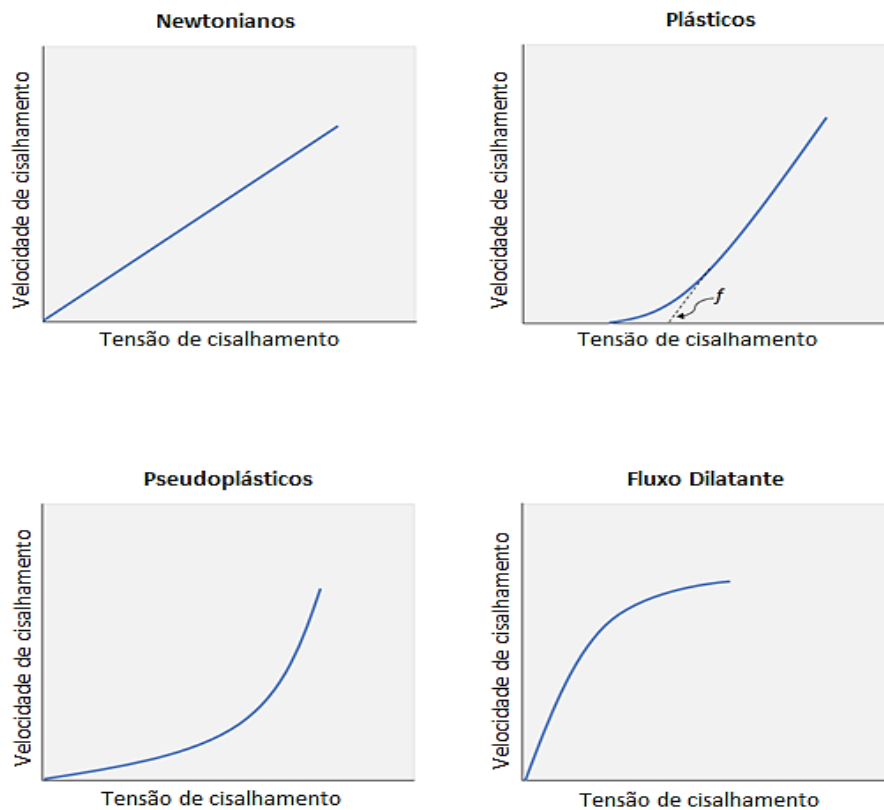 Newtonianos
Velocidade de cisalhamento
Tensão de cisalhamento
Plásticos
Velocidade de cisalhamento
f
Tensão de cisalhamento
Pseudoplásticos
Velocidade de cisalhamento
Tensão de cisalhamento
Fluxo Dilatante
Velocidade de cisalhamento
Tensão de cisalhamento